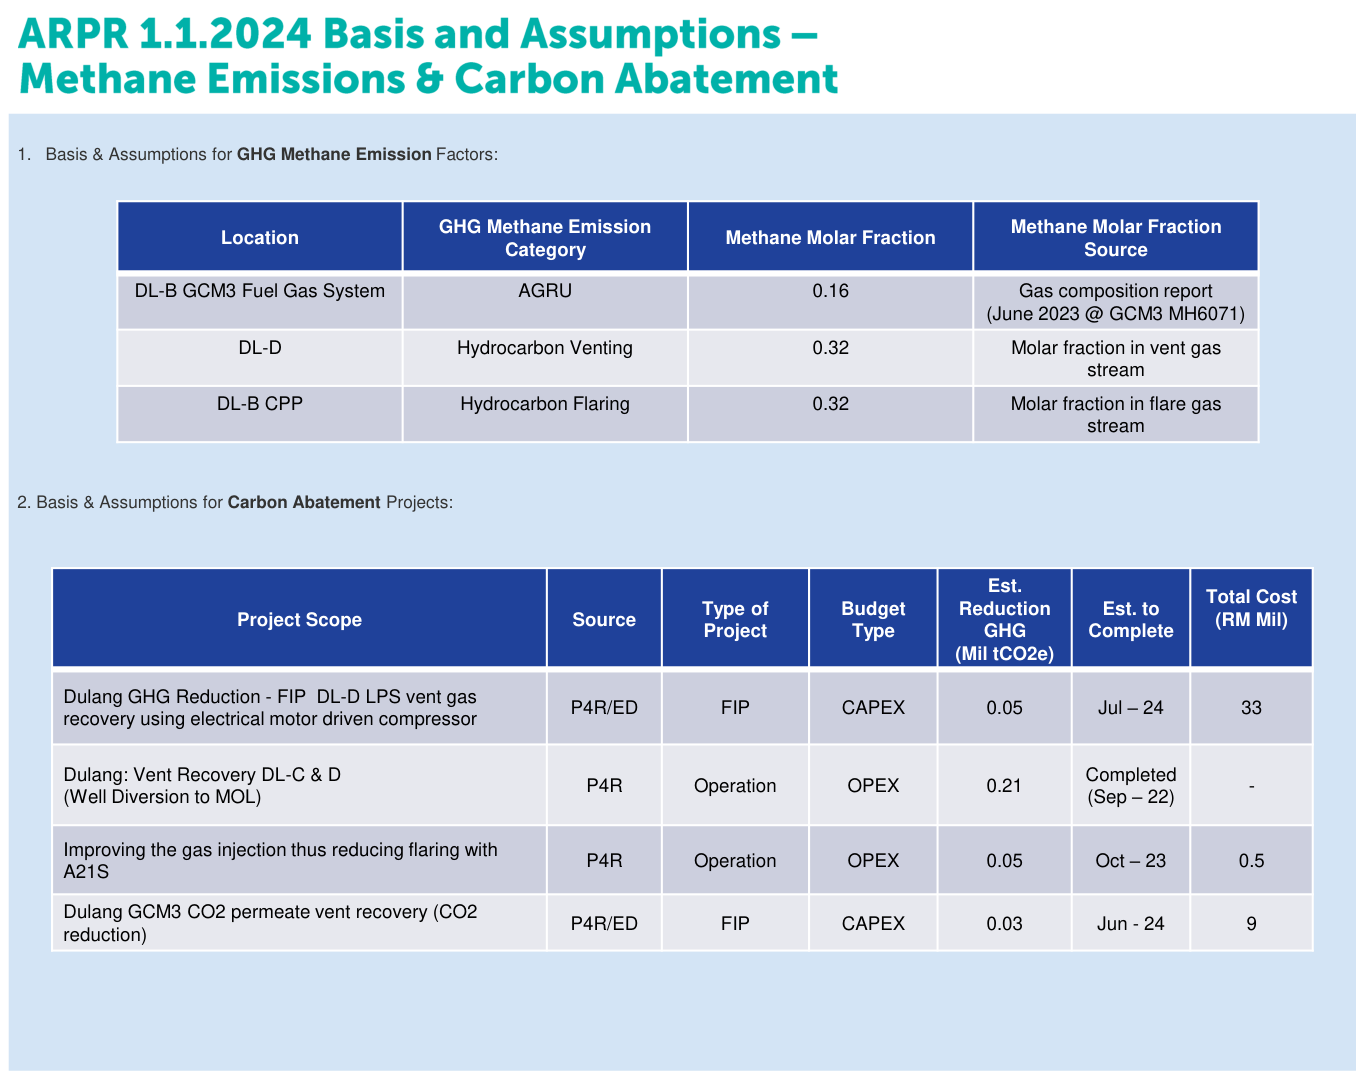 ARPR 1.1.2024 Basis and Assumptions –
Methane Emissions & Carbon Abatement
1. Basis & Assumptions for GHG Methane Emission Factors:
Location
GHG Methane Emission
Category
Methane Molar Fraction
Methane Molar Fraction
Source
DL-B GCM3 Fuel Gas System
AGRU
0.16
Gas composition report
(June 2023 @ GCM3 MH6071)
DL-D
Hydrocarbon Venting
0.32
Molar fraction in vent gas
stream
DL-B CPP
Hydrocarbon Flaring
0.32
Molar fraction in flare gas
stream
2. Basis & Assumptions for Carbon Abatement Projects:
Project Scope
Source
Type of
Project
Budget
Type
Est.
Reduction
GHG
(Mil tCO2e)
Est. to
Complete
Total Cost
(RM Mil)
Dulang GHG Reduction - FIP DL-D LPS vent gas
recovery using electrical motor driven compressor
P4R/ED
FIP
CAPEX
0.05
Jul – 24
33
Dulang: Vent Recovery DL-C & D
(Well Diversion to MOL)
P4R
Operation
OPEX
0.21
Completed
(Sep – 22)
-
Improving the gas injection thus reducing flaring with
A21S
P4R
Operation
OPEX
0.05
Oct – 23
0.5
Dulang GCM3 CO2 permeate vent recovery (CO2
reduction)
P4R/ED
FIP
CAPEX
0.03
Jun - 24
9